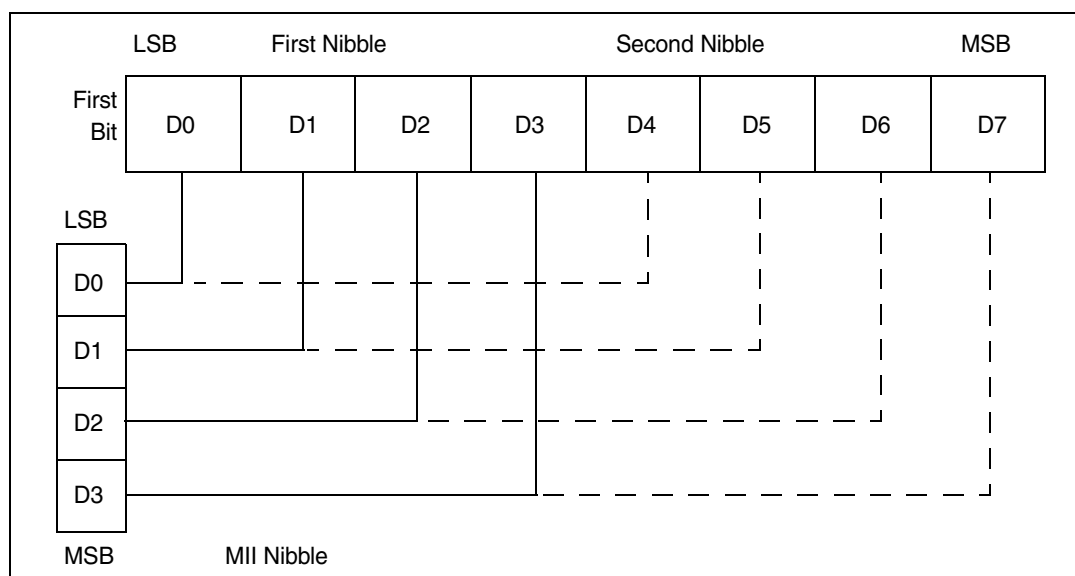 LSB First Nibble Second Nibble MSB
First
Bit
D0 D1 D2 D3 D4 D5 D6 D7
LSB
D0
D1
D2
D3
MSB MII Nibble